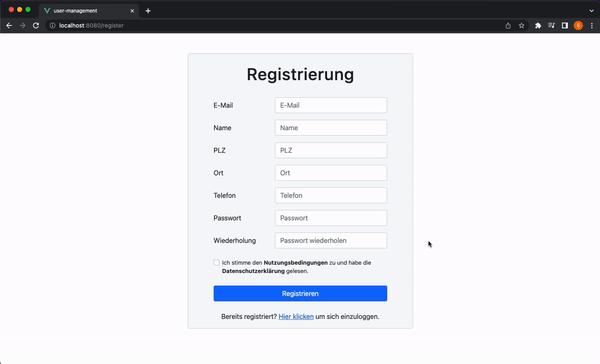 user-management
localhost:8080/register
Registrierung
E-Mail
E-Mail
Name
Name
PLZ
PLZ
Ort
Ort
Telefon
Telefon
Passwort
Passwort
Wiederholung
Passwort wiederholen
Ich stimme den Nutzungsbedingungen zu und habe die
Datenschutzerklärung gelesen.
Registrieren
Bereits registriert? Hier klicken um sich einzuloggen.